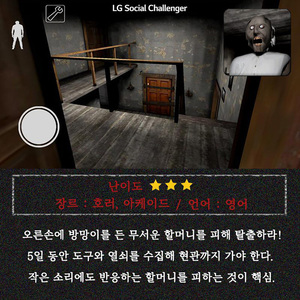 LG Social Challenger
난이도 ★★★
장르 : 호러, 아케이드 / 언어 : 영어
오른손에 방망이를 든 무서운 할머니를 피해 탈출하라!
5일 동안 도구와 열쇠를 수집해 현관까지 가야 한다.
작은 소리에도 반응하는 할머니를 피하는 것이 핵심.